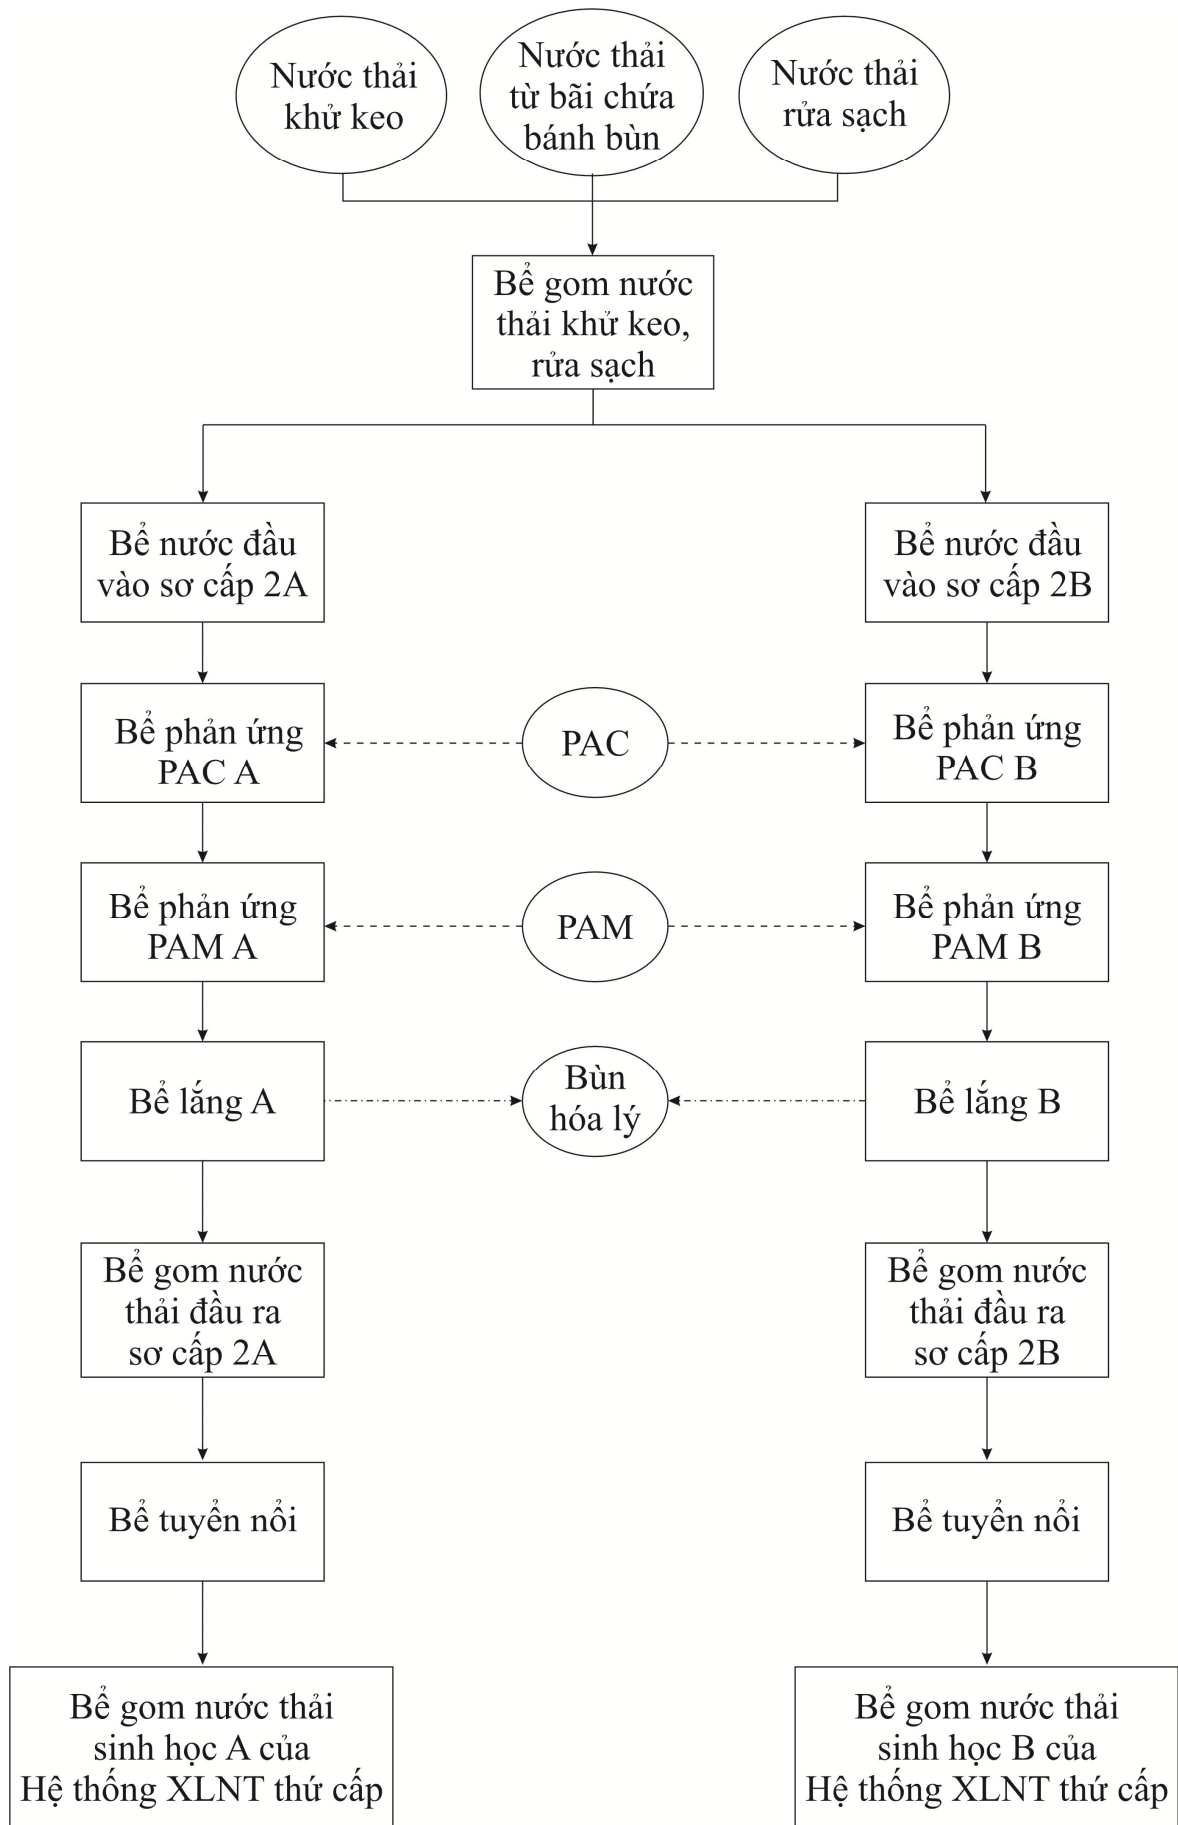 Nước thải
khử keo
Nước thải
từ bãi chứa
bánh bùn
Nước thải
rửa sạch
Bể gom nước
thải khử keo,
rửa sạch
Bể nước đầu
vào sơ cấp 2A
Bể nước đầu
vào sơ cấp 2B
Bể phản ứng
PAC A
PAC
Bể phản ứng
PAC B
Bể phản ứng
PAM A
PAM
Bể phản ứng
PAM B
Bể lắng A
Bùn
hóa lý
Bể lắng B
Bể gom nước
thải đầu ra
sơ cấp 2A
Bể gom nước
thải đầu ra
sơ cấp 2B
Bể tuyển nổi
Bể tuyển nổi
Bể gom nước thải
sinh học A của
Hệ thống XLNT thứ cấp
Bể gom nước thải
sinh học B của
Hệ thống XLNT thứ cấp